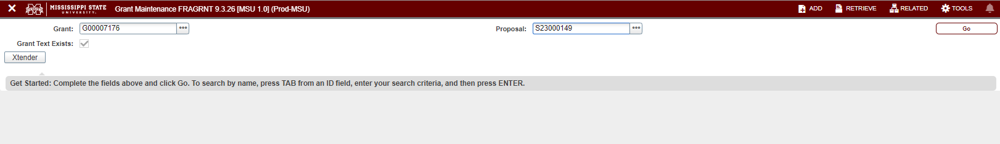 ✕ MISSISSIPPI STATE UNIVERSITY™ Grant Maintenance FRAGRNT 9.3.26 [MSU 1.0] (Prod-MSU) ADD RETRIEVE RELATED TOOLS
Grant: G00007176 ••• Proposal: S23000149 ••• Go
Grant Text Exists:
Xtender
Get Started: Complete the fields above and click Go. To search by name, press TAB from an ID field, enter your search criteria, and then press ENTER.